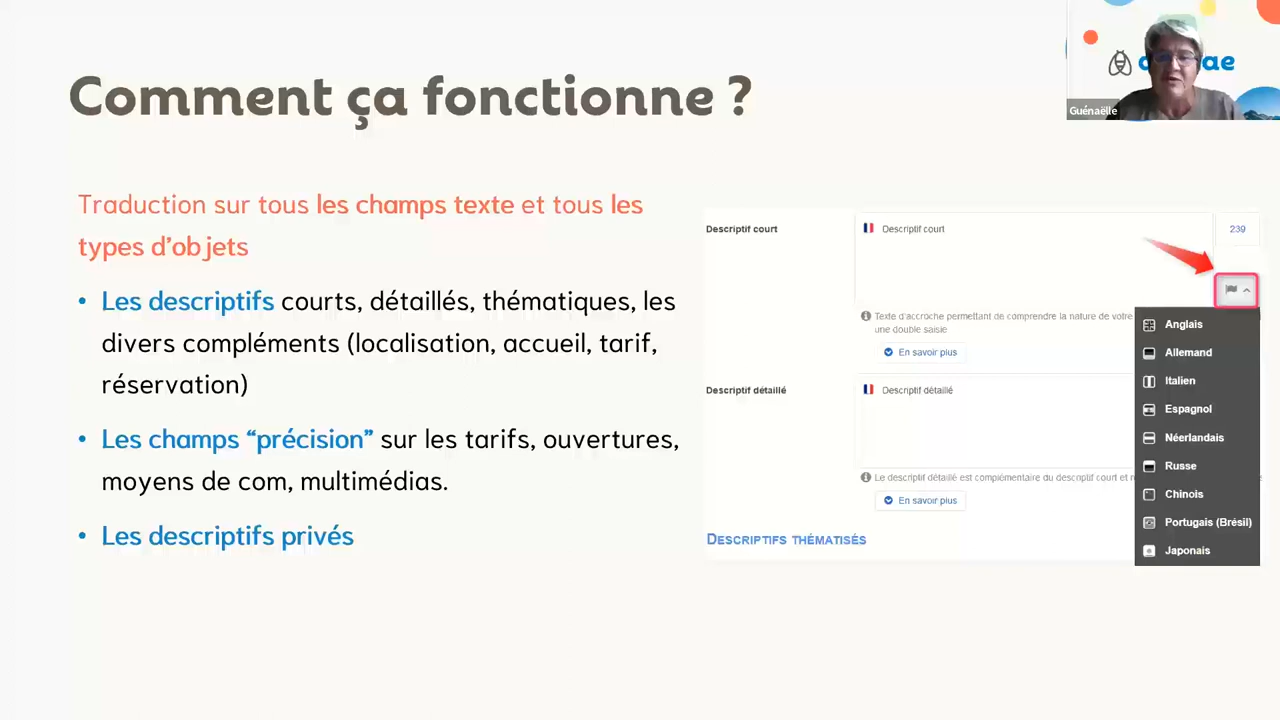 Comment ça fonctionne ?
Guénaëlle
Traduction sur tous les champs texte et tous les
types d'objets
• Les descriptifs courts, détaillés, thématiques, les
divers compléments (localisation, accueil, tarif,
réservation)
• Les champs “précision” sur les tarifs, ouvertures,
moyens de com, multimédias.
• Les descriptifs privés
Descriptif court
Descriptif court
239
Texte d'accroche permettant de comprendre la nature de votre
une double saisie
En savoir plus
Descriptif détaillé
Descriptif détaillé
Le descriptif détaillé est complémentaire du descriptif court et
En savoir plus
DESCRIPTIFS THÉMATISÉS
Anglais
Allemand
Italien
Espagnol
Néerlandais
Russe
Chinois
Portugais (Brésil)
Japonais